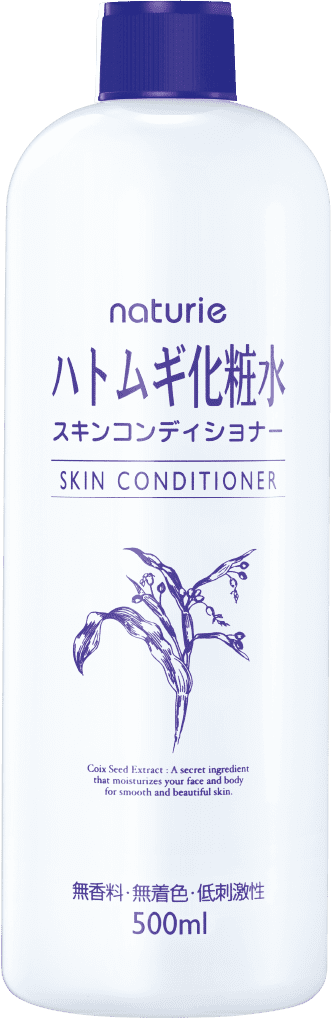 naturie
ハトムギ化粧水
スキンコンディショナー
SKIN CONDITIONER
Coix Seed Extract : A secret ingredient
that moisturizes your face and body
for smooth and beautiful skin.
無香料・無着色・低刺激性
500ml